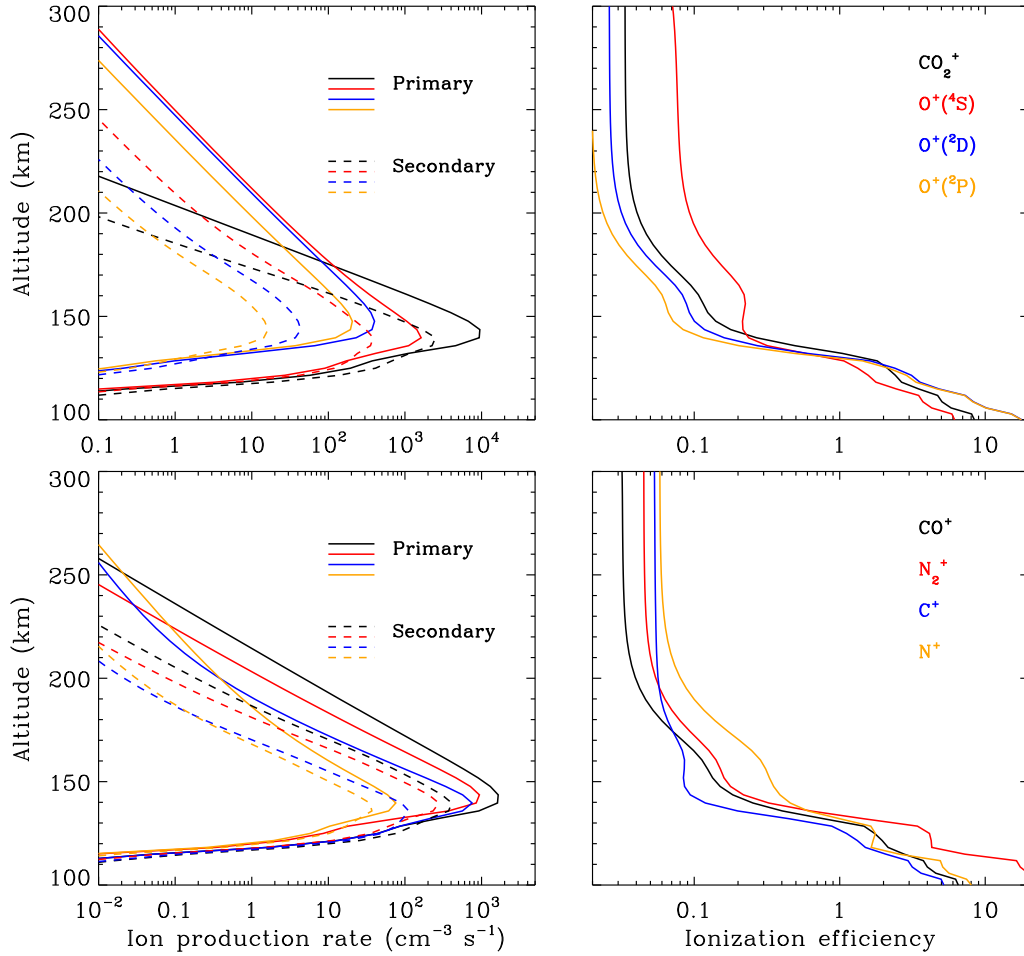 300
250
200
150
100
Altitude (km)
Primary
Secondary
0.1 1 10 10² 10³ 10⁴
CO₂⁺
O⁺(⁴S)
O⁺(²D)
O⁺(²P)
0.1 1 10
300
250
200
150
100
Altitude (km)
Primary
Secondary
10⁻² 0.1 1 10 10² 10³
Ion production rate (cm⁻³ s⁻¹)
CO⁺
N₂⁺
C⁺
N⁺
0.1 1 10
Ionization efficiency